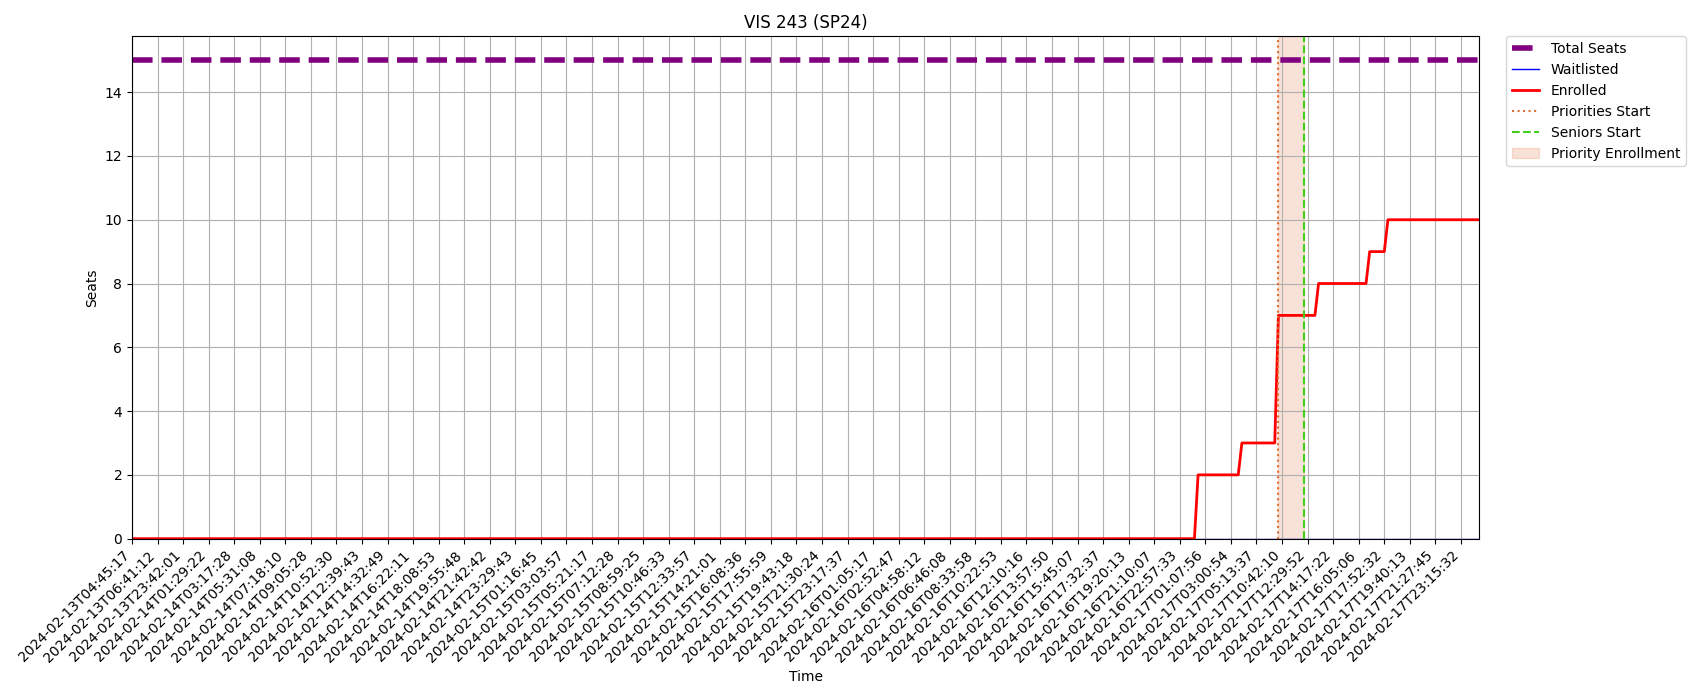 VIS 243 (SP24)
Total Seats
Waitlisted
Enrolled
Priorities Start
Seniors Start
Priority Enrollment
Seats
14
12
10
8
6
4
2
0
2024-02-13T04:45:17
2024-02-13T06:41:12
2024-02-13T23:42:01
2024-02-14T01:29:22
2024-02-14T03:17:28
2024-02-14T05:31:08
2024-02-14T07:18:10
2024-02-14T09:05:28
2024-02-14T10:52:30
2024-02-14T12:39:43
2024-02-14T14:32:49
2024-02-14T16:22:11
2024-02-14T18:08:53
2024-02-14T19:55:48
2024-02-14T21:42:42
2024-02-14T23:29:43
2024-02-15T01:16:45
2024-02-15T03:03:57
2024-02-15T05:21:17
2024-02-15T07:12:28
2024-02-15T08:59:25
2024-02-15T10:46:33
2024-02-15T12:33:57
2024-02-15T14:21:01
2024-02-15T16:08:36
2024-02-15T17:55:59
2024-02-15T19:43:18
2024-02-15T21:30:24
2024-02-15T23:17:37
2024-02-16T01:05:17
2024-02-16T02:52:47
2024-02-16T04:58:12
2024-02-16T06:46:08
2024-02-16T08:33:58
2024-02-16T10:22:53
2024-02-16T12:10:16
2024-02-16T13:57:50
2024-02-16T15:45:07
2024-02-16T17:32:37
2024-02-16T19:20:13
2024-02-16T21:10:07
2024-02-16T22:57:33
2024-02-17T01:07:56
2024-02-17T03:00:54
2024-02-17T05:13:37
2024-02-17T10:42:10
2024-02-17T12:29:52
2024-02-17T14:17:22
2024-02-17T16:05:06
2024-02-17T17:52:32
2024-02-17T19:40:13
2024-02-17T21:27:45
2024-02-17T23:15:32
Time